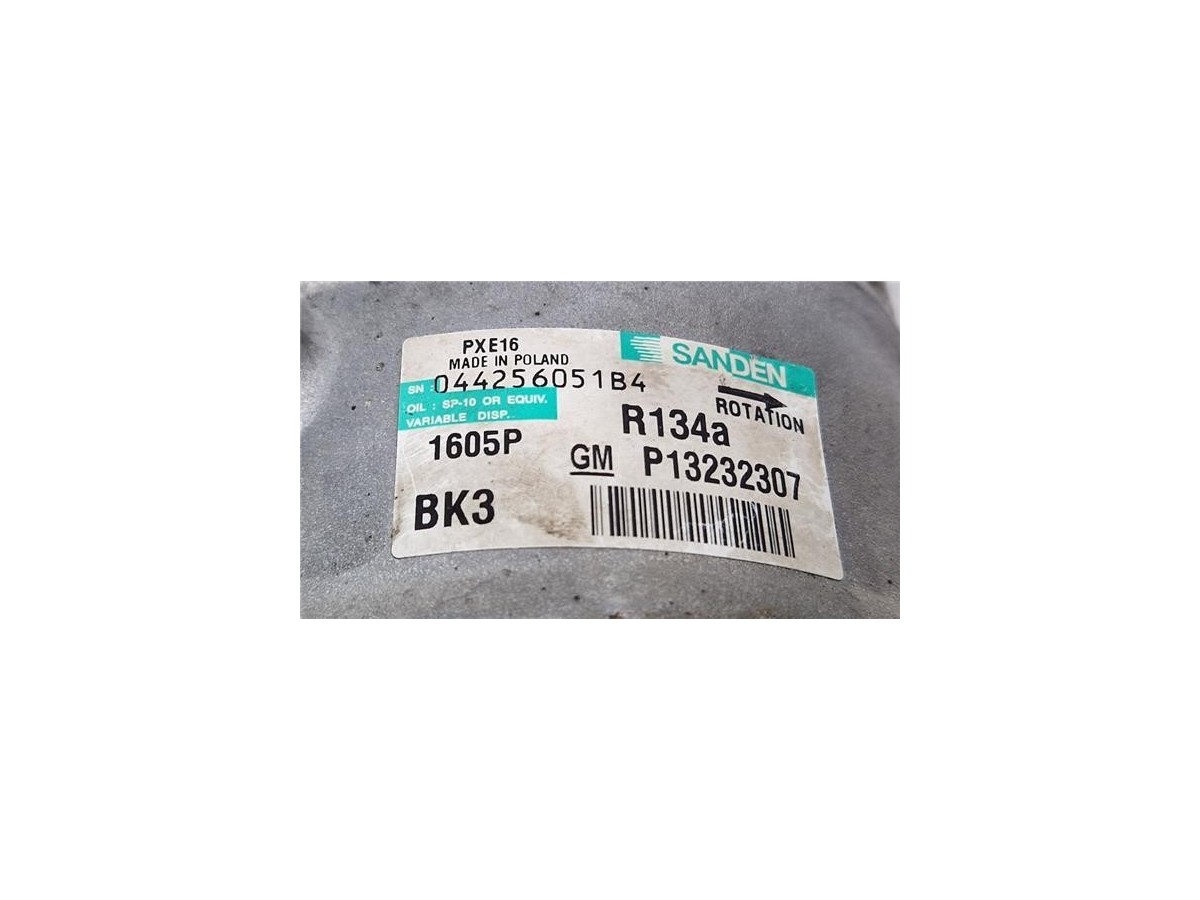 PXE16
MADE IN POLAND
SANDEN
SN : 044256051B4
ROTATION
OIL : SP-10 OR EQUIV.
VARIABLE DISP.
R134a
1605P
GM P13232307
BK3